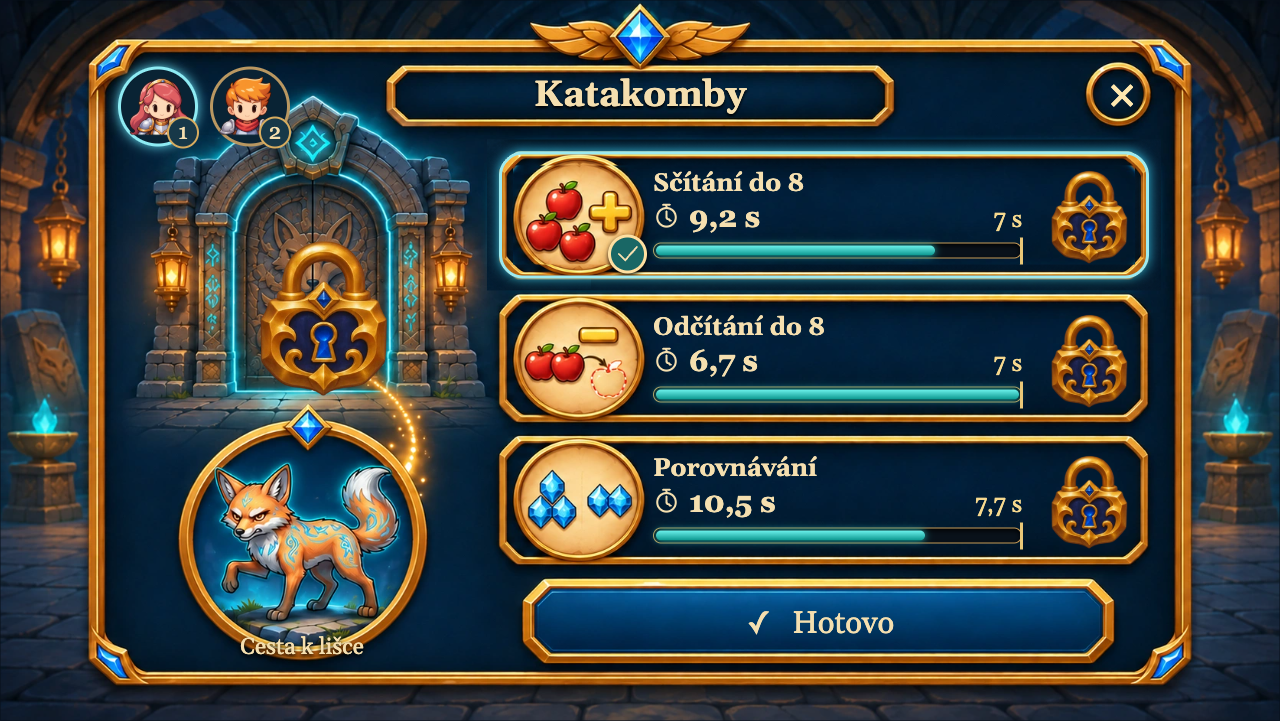 Katakomby
1
2
Sčítání do 8
9,2 s
7 s
Odčítání do 8
6,7 s
7 s
Porovnávání
10,5 s
7,7 s
Cesta k lišce
✓ Hotovo